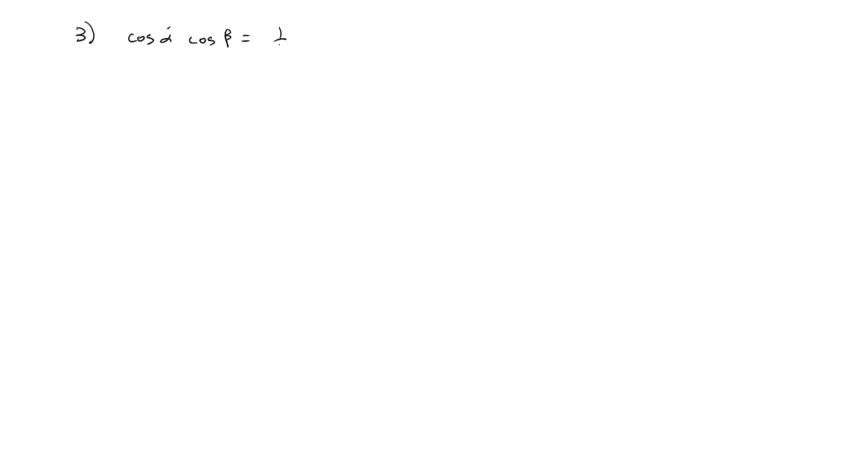 3) cos α cos β = 1